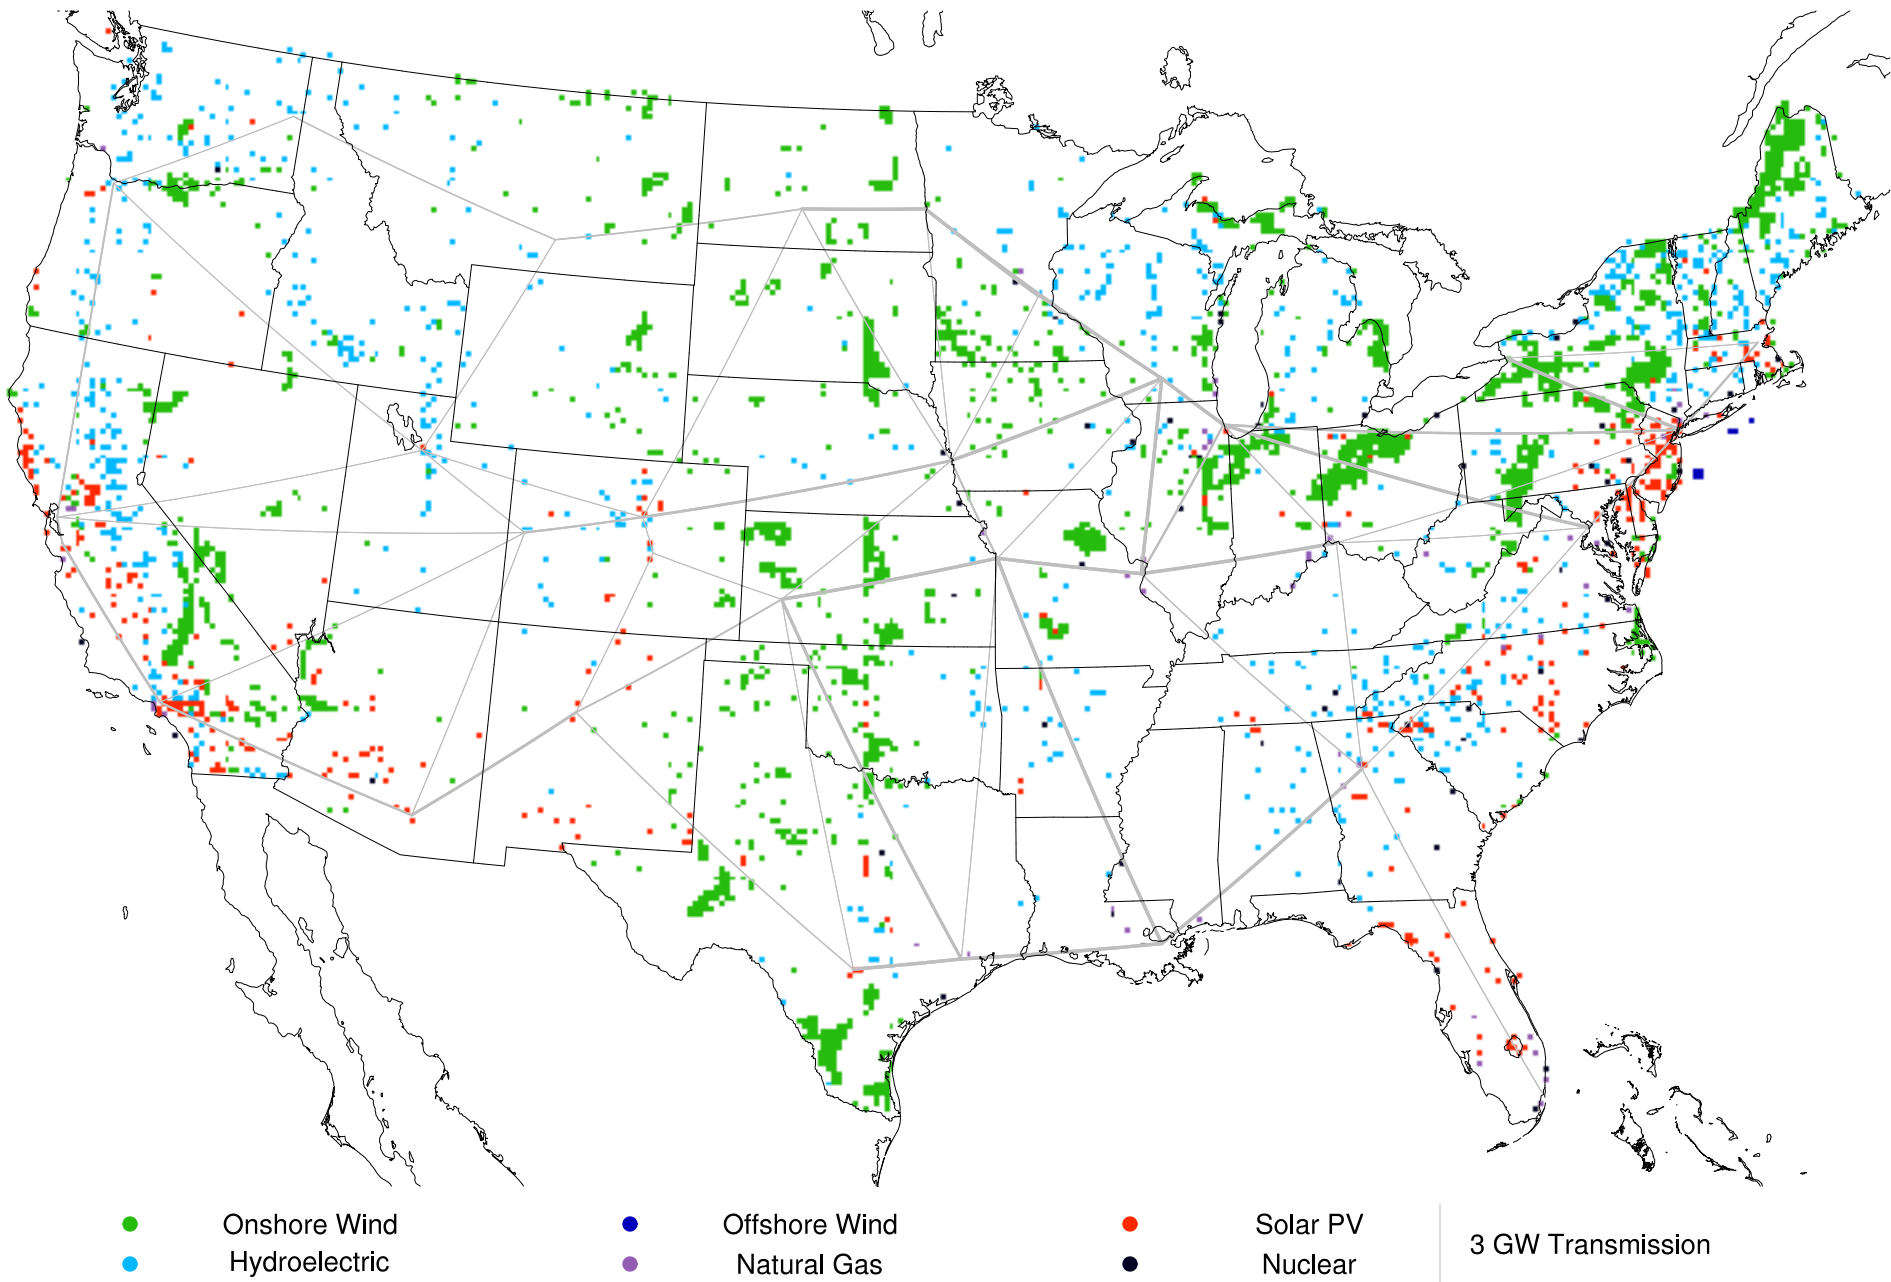 Onshore Wind
Offshore Wind
Solar PV
Hydroelectric
Natural Gas
Nuclear
3 GW Transmission